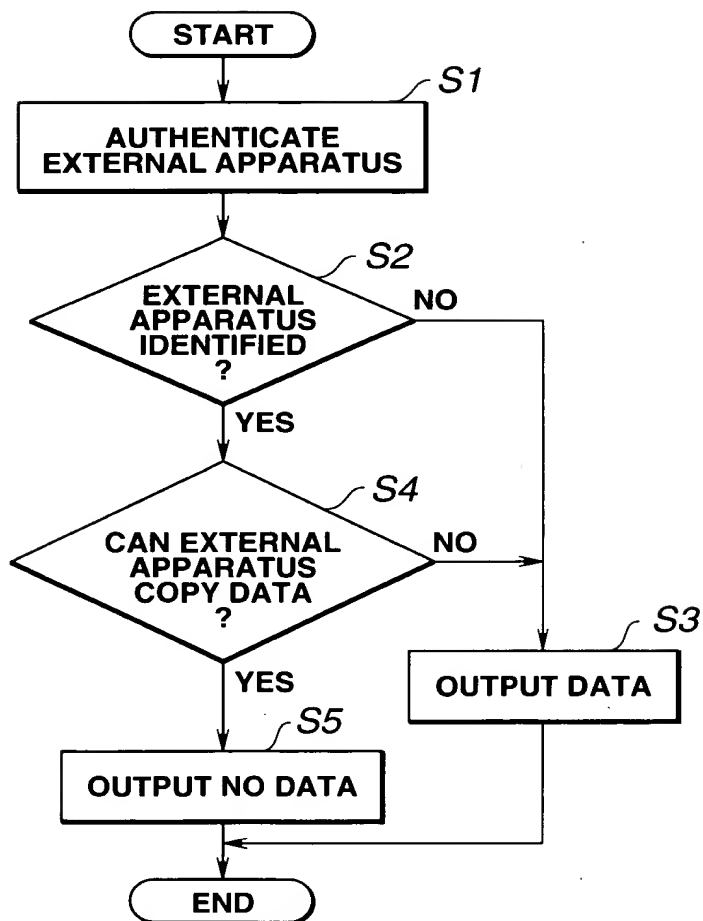 START
S1
AUTHENTICATE
EXTERNAL APPARATUS
S2
EXTERNAL
APPARATUS
IDENTIFIED
?
NO
YES
S4
CAN EXTERNAL
APPARATUS
COPY DATA
?
NO
YES
S3
OUTPUT DATA
S5
OUTPUT NO DATA
END